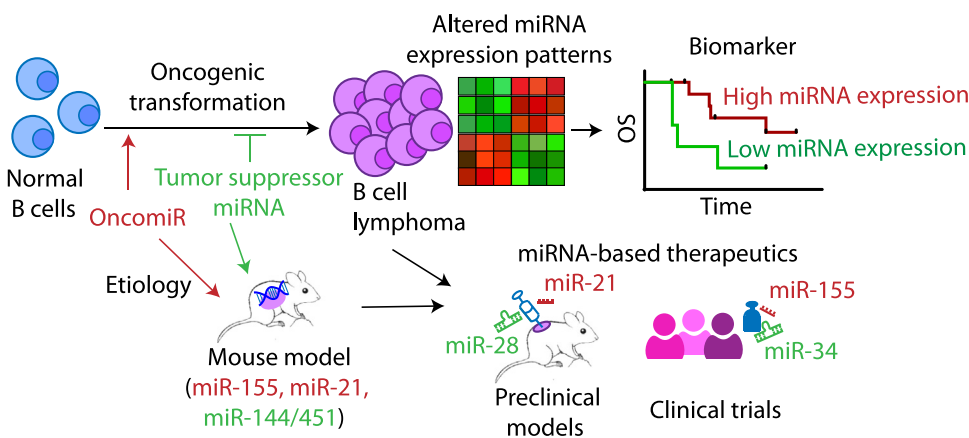 Oncogenic
transformation
Altered miRNA
expression patterns
Biomarker
High miRNA expression
Low miRNA expression
OS
Time
Normal
B cells
Tumor suppressor
miRNA
OncomiR
B cell
lymphoma
Etiology
Mouse model
(miR-155, miR-21,
miR-144/451)
miRNA-based therapeutics
miR-21
miR-28
Preclinical
models
miR-155
miR-34
Clinical trials